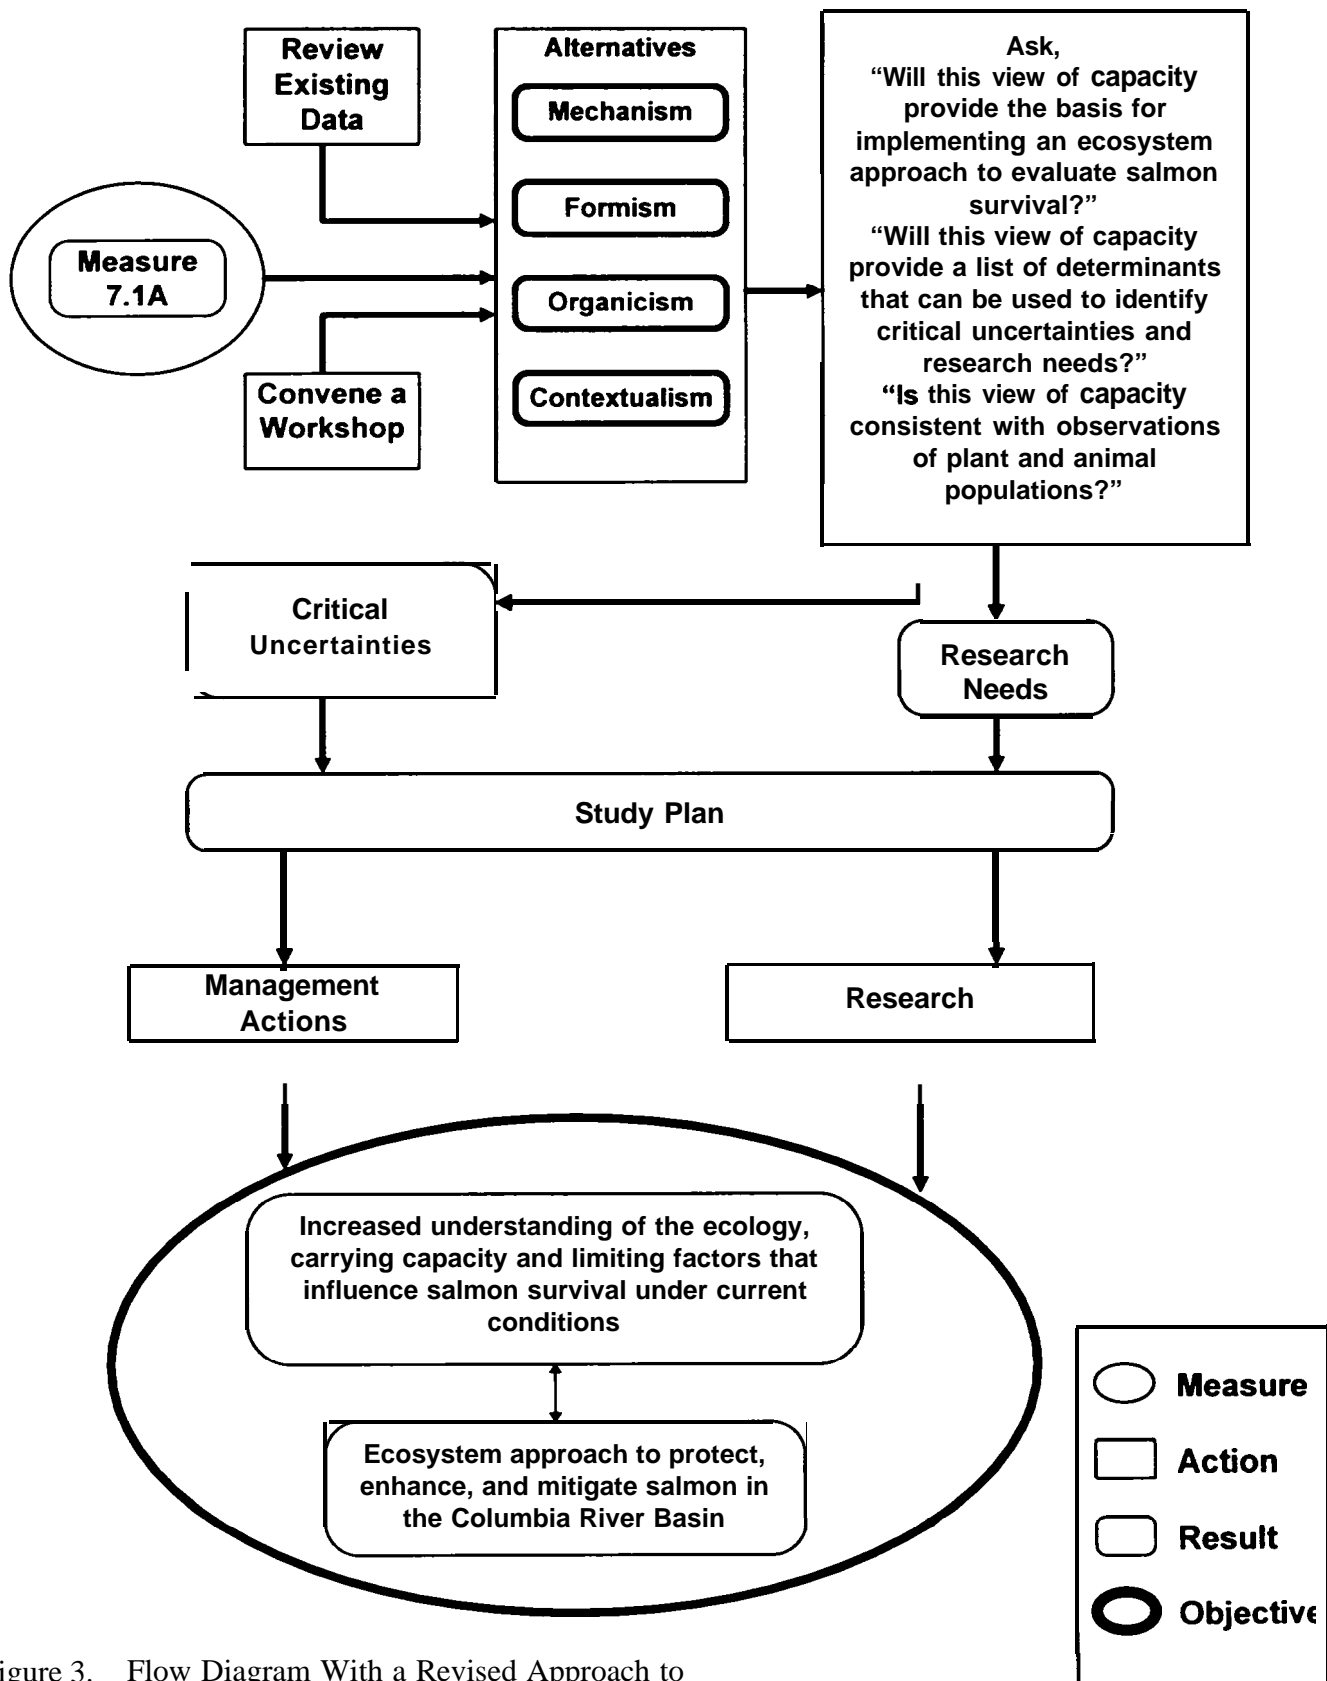 Review
Existing
Data
Alternatives
Mechanism
Formism
Organicism
Contextualism
Measure
7.1A
Convene a
Workshop
Ask,
“Will this view of capacity
provide the basis for
implementing an ecosystem
approach to evaluate salmon
survival?”
“Will this view of capacity
provide a list of determinants
that can be used to identify
critical uncertainties and
research needs?”
“Is this view of capacity
consistent with observations
of plant and animal
populations?”
Critical
Uncertainties
Research
Needs
Study Plan
Management
Actions
Research
Increased understanding of the ecology,
carrying capacity and limiting factors that
influence salmon survival under current
conditions
Ecosystem approach to protect,
enhance, and mitigate salmon in
the Columbia River Basin
Measure
Action
Result
Objective
igure 3. Flow Diagram With a Revised Approach to